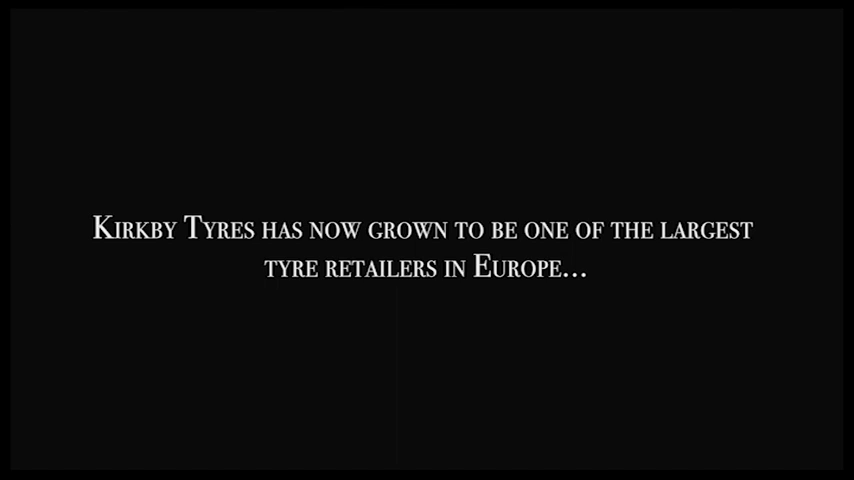 Kirkby Tyres has now grown to be one of the largest
tyre retailers in Europe...